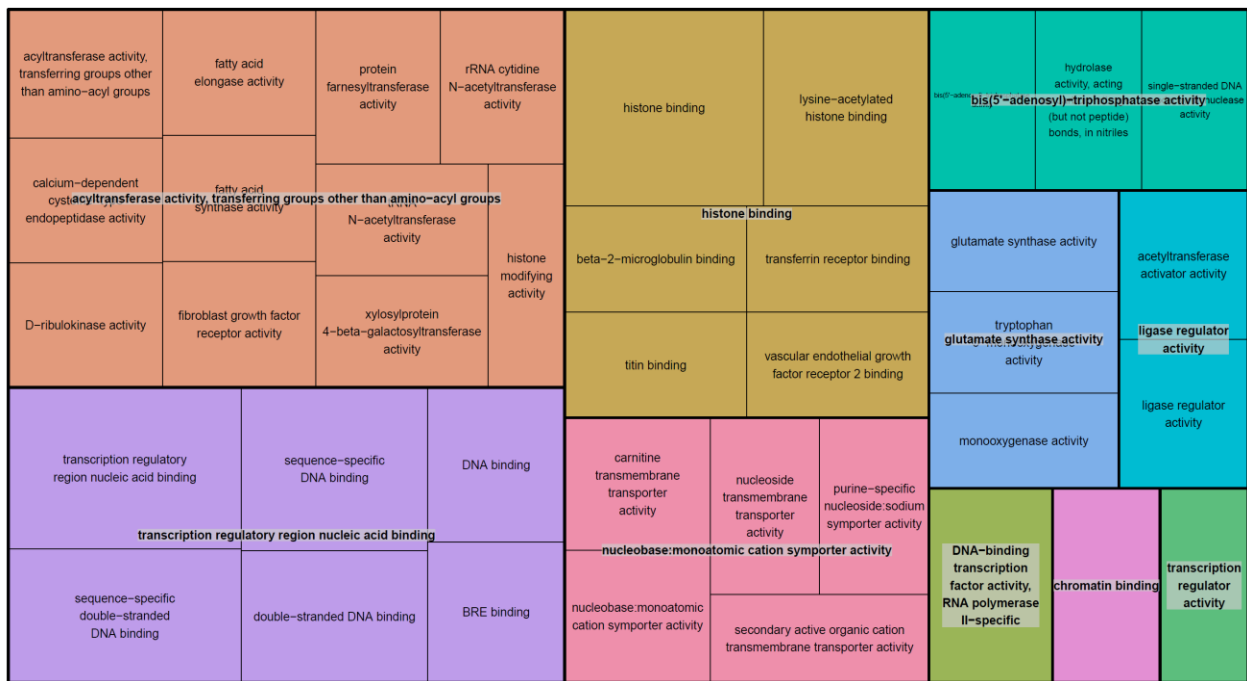 acyltransferase activity,
transferring groups other
than amino−acyl groups
fatty acid
elongase activity
protein
farnesyltransferase
activity
rRNA cytidine
N−acetyltransferase
activity
calcium−dependent
endopeptidase activity
fatty acid
synthase activity
acyltransferase activity, transferring groups other than amino−acyl groups
N−acetyltransferase
activity
histone
modifying
activity
D−ribulokinase activity
fibroblast growth factor
receptor activity
xylosylprotein
4−beta−galactosyltransferase
activity
histone binding
lysine−acetylated
histone binding
histone binding
beta−2−microglobulin binding
transferrin receptor binding
titin binding
vascular endothelial growth
factor receptor 2 binding
hydrolase
activity, acting
bis(5'−adenosyl)−triphosphatase activity
(but not peptide)
bonds, in nitriles
single−stranded DNA
activity
glutamate synthase activity
tryptophan
glutamate synthase activity
activity
monooxygenase activity
acetyltransferase
activator activity
ligase regulator
activity
ligase regulator
activity
transcription regulatory
region nucleic acid binding
sequence−specific
DNA binding
DNA binding
transcription regulatory region nucleic acid binding
sequence−specific
double−stranded
DNA binding
double−stranded DNA binding
BRE binding
carnitine
transmembrane
transporter
activity
nucleoside
transmembrane
transporter
activity
purine−specific
nucleoside:sodium
symporter activity
nucleobase:monoatomic cation symporter activity
nucleobase:monoatomic
cation symporter activity
secondary active organic cation
transmembrane transporter activity
DNA−binding
transcription
factor activity,
RNA polymerase
II−specific
chromatin binding
transcription
regulator
activity